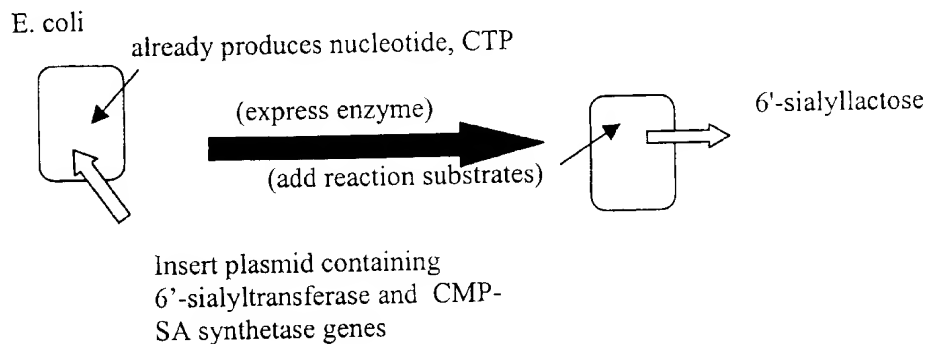 E. coli
already produces nucleotide, CTP
(express enzyme)
6'-sialyllactose
(add reaction substrates)
Insert plasmid containing
6’-sialyltransferase and CMP-
SA synthetase genes